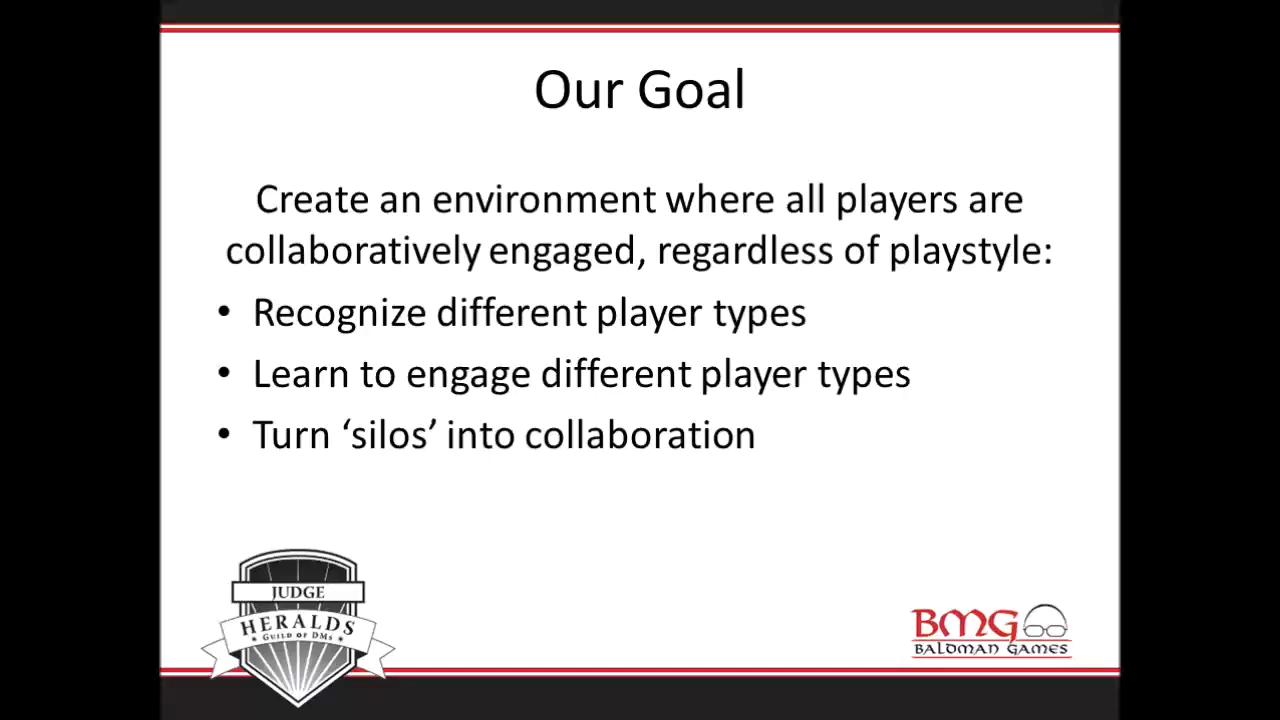 Our Goal
Create an environment where all players are
collaboratively engaged, regardless of playstyle:
• Recognize different player types
• Learn to engage different player types
• Turn ‘silos’ into collaboration
JUDGE
HERALDS
GUILD OF DMs
BMG
BALDMAN GAMES